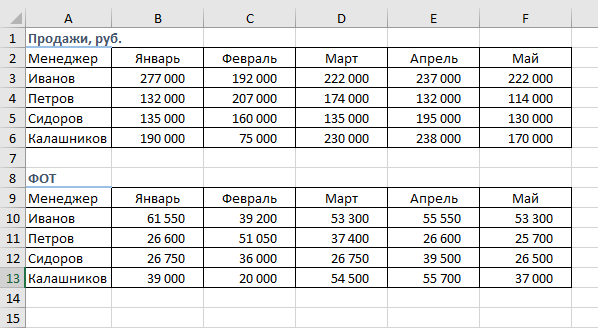 A B C D E F
1 Продажи, руб.
2 Менеджер Январь Февраль Март Апрель Май
3 Иванов 277 000 192 000 222 000 237 000 222 000
4 Петров 132 000 207 000 174 000 132 000 114 000
5 Сидоров 135 000 160 000 135 000 195 000 130 000
6 Калашников 190 000 75 000 230 000 238 000 170 000
7
8 ФОТ
9 Менеджер Январь Февраль Март Апрель Май
10 Иванов 61 550 39 200 53 300 55 550 53 300
11 Петров 26 600 51 050 37 400 26 600 25 700
12 Сидоров 26 750 36 000 26 750 39 500 26 500
13 Калашников 39 000 20 000 54 500 55 700 37 000
14
15